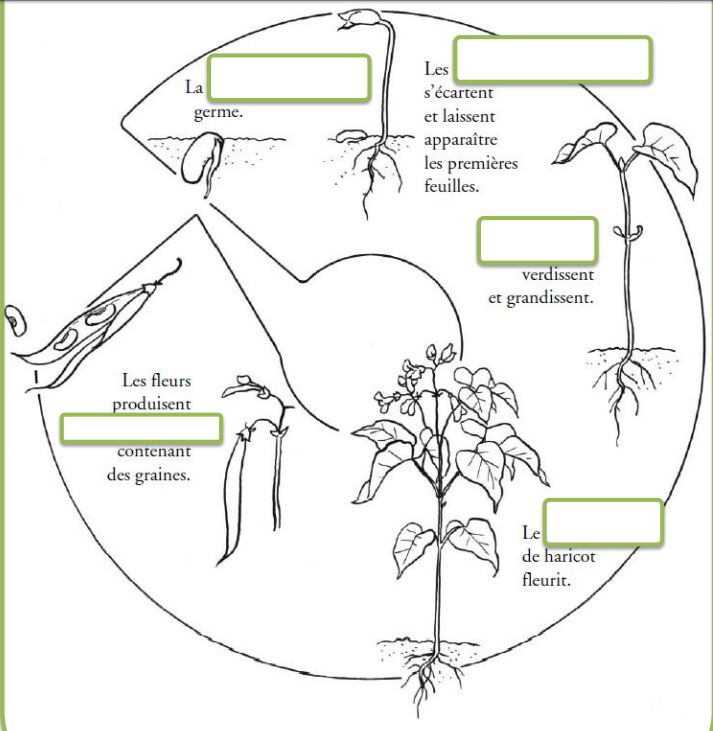 La
germe.
Les
s'écartent
et laissent
apparaître
les premières
feuilles.
verdissent
et grandissent.
Les fleurs
produisent
contenant
des graines.
Le
de haricot
fleurit.